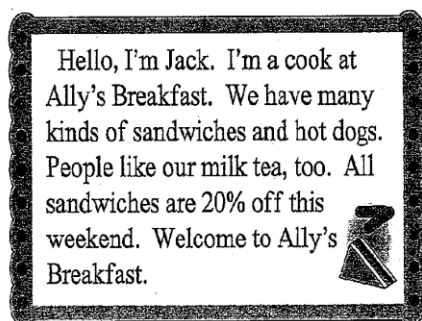 Hello, I'm Jack. I'm a cook at
Ally's Breakfast. We have many
kinds of sandwiches and hot dogs.
People like our milk tea, too. All
sandwiches are 20% off this
weekend. Welcome to Ally's
Breakfast.